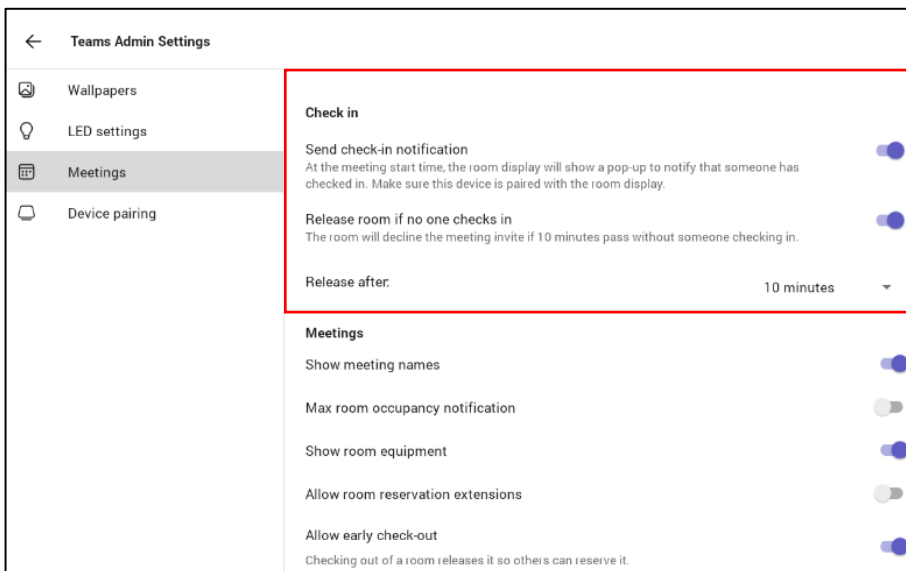 Teams Admin Settings
Wallpapers
LED settings
Meetings
Device pairing
Check in
Send check-in notification
At the meeting start time, the room display will show a pop-up to notify that someone has
checked in. Make sure this device is paired with the room display.
Release room if no one checks in
The room will decline the meeting invite if 10 minutes pass without someone checking in.
Release after:
10 minutes
Meetings
Show meeting names
Max room occupancy notification
Show room equipment
Allow room reservation extensions
Allow early check-out
Checking out of a room releases it so others can reserve it.